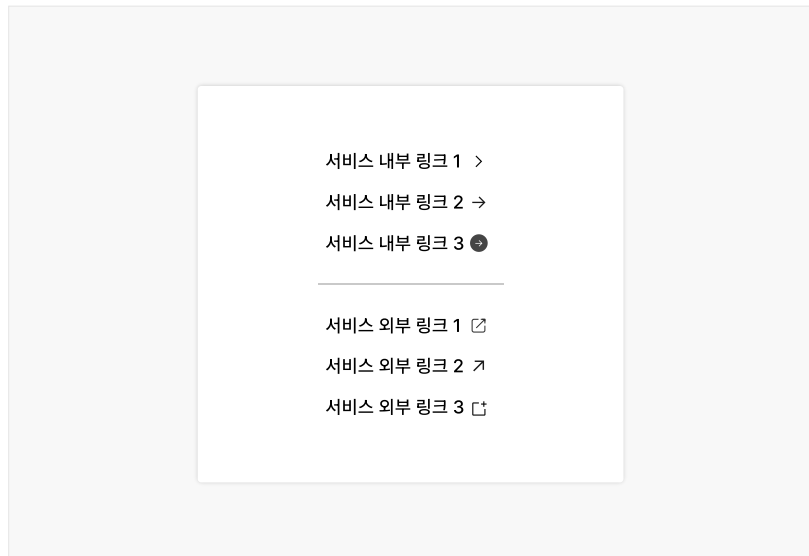 서비스 내부 링크 1
서비스 내부 링크 2
서비스 내부 링크 3
서비스 외부 링크 1
서비스 외부 링크 2
서비스 외부 링크 3